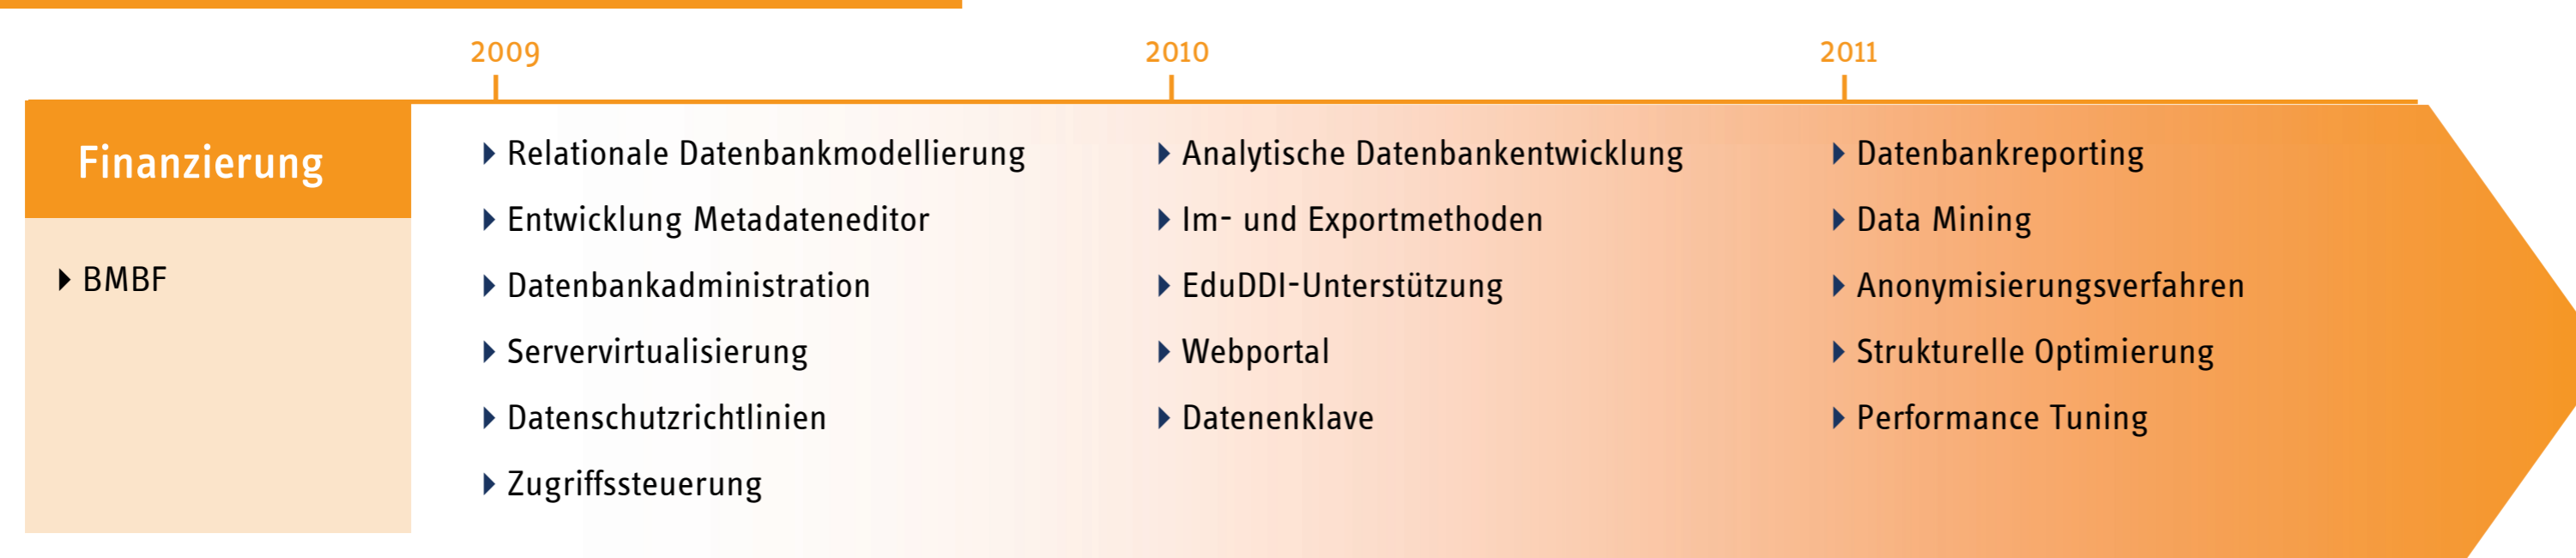 2009
2010
2011
Finanzierung
BMBF
Relationale Datenbankmodellierung
Entwicklung Metadateneditor
Datenbankadministration
Servervirtualisierung
Datenschutzrichtlinien
Zugriffssteuerung
Analytische Datenbankentwicklung
Im- und Exportmethoden
EduDDI-Unterstützung
Webportal
Datenenklave
Datenbankreporting
Data Mining
Anonymisierungsverfahren
Strukturelle Optimierung
Performance Tuning